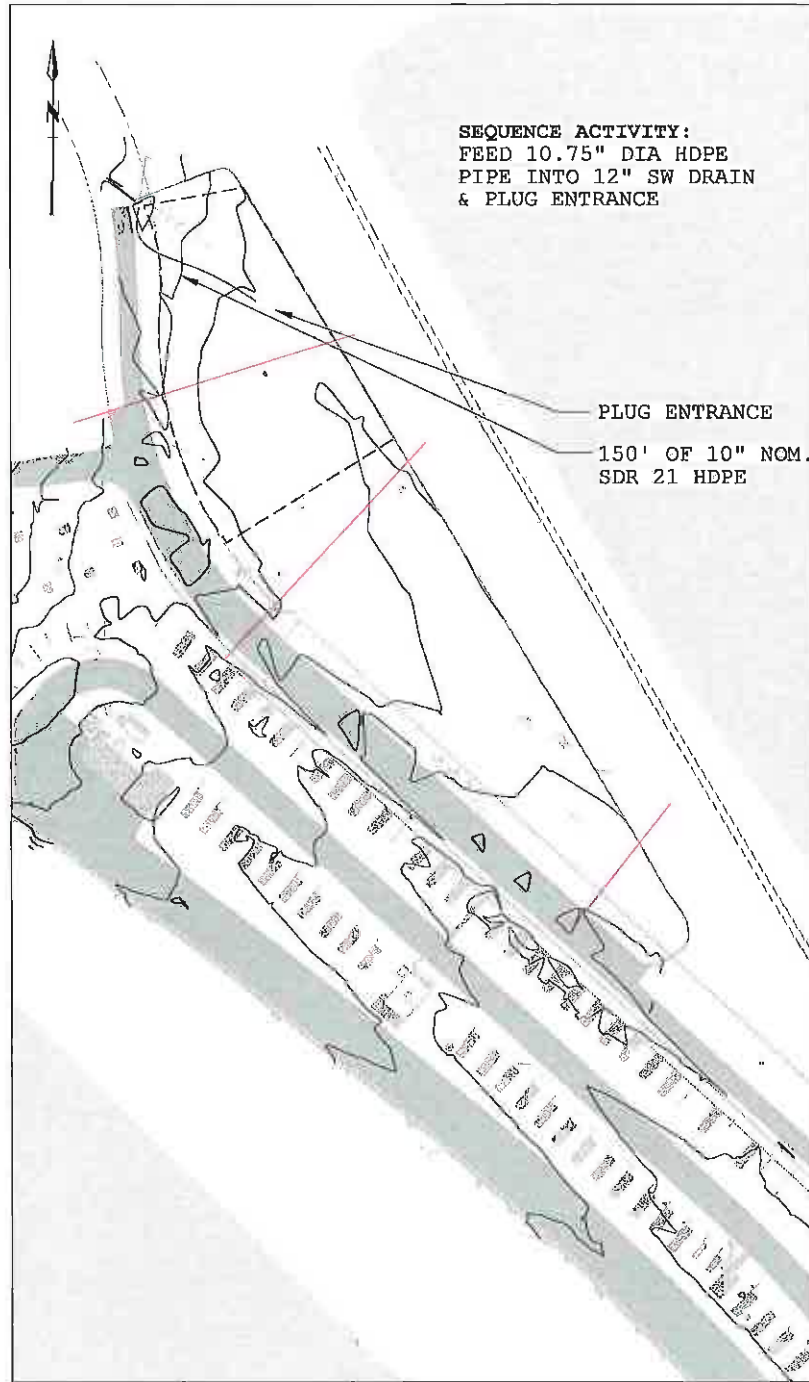 N
SEQUENCE ACTIVITY:
FEED 10.75" DIA HDPE
PIPE INTO 12" SW DRAIN
& PLUG ENTRANCE
PLUG ENTRANCE
150' OF 10" NOM.
SDR 21 HDPE